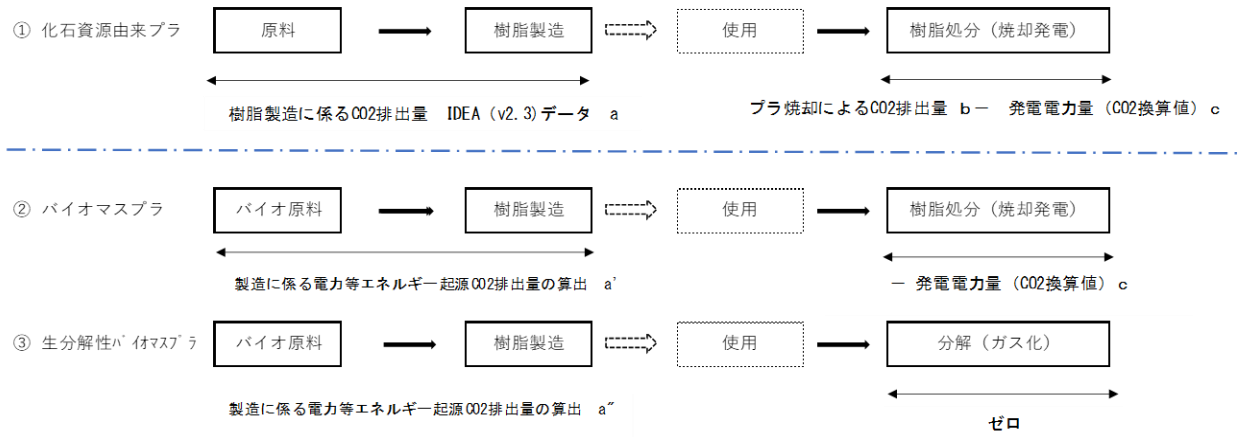 ① 化石資源由来プラ 原料 樹脂製造 使用 樹脂処分（焼却発電）
樹脂製造に係るCO2排出量 IDEA（v2.3)データ a プラ焼却によるCO2排出量 b－ 発電電力量（CO2換算値）c
② バイオマスプラ バイオ原料 樹脂製造 使用 樹脂処分（焼却発電）
製造に係る電力等エネルギー起源CO2排出量の算出 a' － 発電電力量（CO2換算値）c
③ 生分解性ﾊﾞｲｵﾏｽﾌﾟﾗ バイオ原料 樹脂製造 使用 分解（ガス化）
製造に係る電力等エネルギー起源CO2排出量の算出 a" ゼロ